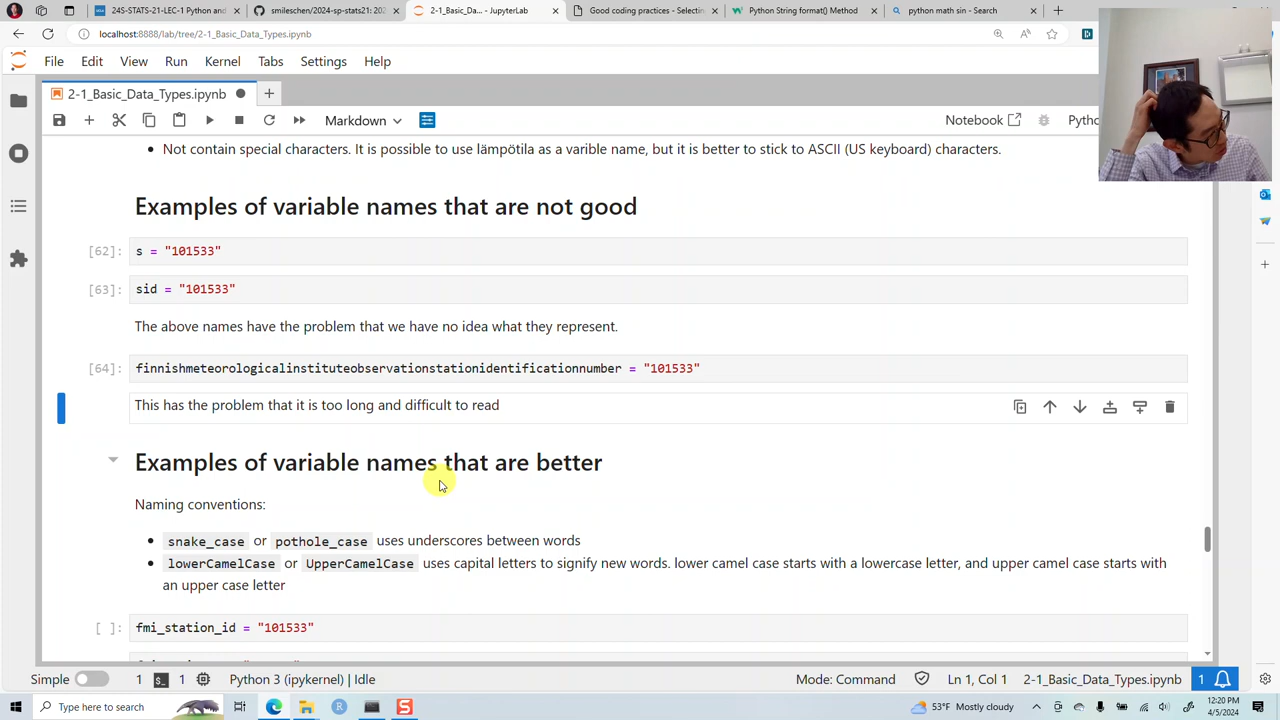 24S-STATS-21-LEC-1 Python and
smileschen/2024-sp-stats21: 202
2-1_Basic_Da... - JupyterLab
Good coding practices - Selectin
Python String format() Method
python math sin - Search
localhost:8888/lab/tree/2-1_Basic_Data_Types.ipynb
File Edit View Run Kernel Tabs Settings Help
2-1_Basic_Data_Types.ipynb
Markdown
Notebook
Pytho
Not contain special characters. It is possible to use lämpötila as a varible name, but it is better to stick to ASCII (US keyboard) characters.
Examples of variable names that are not good
[62]: s = "101533"
[63]: sid = "101533"
The above names have the problem that we have no idea what they represent.
[64]: finnishmeteorologicalinstituteobservationstationidentificationnumber = "101533"
This has the problem that it is too long and difficult to read
Examples of variable names that are better
Naming conventions:
snake_case or pothole_case uses underscores between words
lowerCamelCase or UpperCamelCase uses capital letters to signify new words. lower camel case starts with a lowercase letter, and upper camel case starts with
an upper case letter
[ ]: fmi_station_id = "101533"
Simple 1 1 Python 3 (ipykernel) | Idle Mode: Command Ln 1, Col 1 2-1_Basic_Data_Types.ipynb 1
Type here to search
53°F Mostly cloudy
12:20 PM
4/5/2024